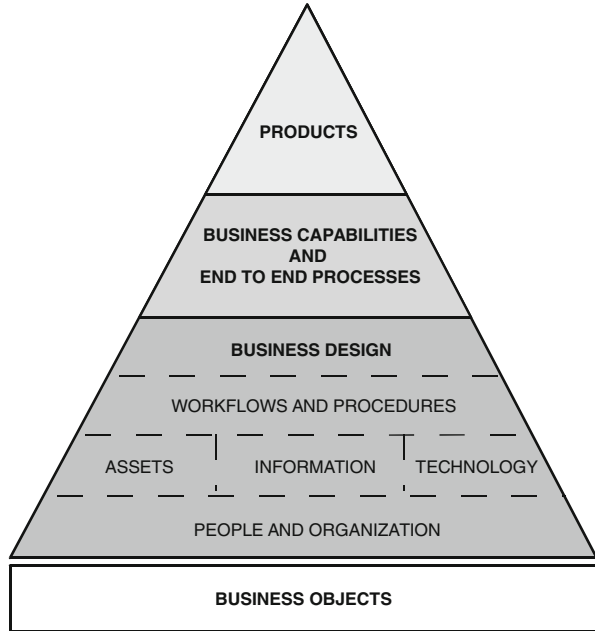 PRODUCTS
BUSINESS CAPABILITIES
AND
END TO END PROCESSES
BUSINESS DESIGN
WORKFLOWS AND PROCEDURES
ASSETS INFORMATION TECHNOLOGY
PEOPLE AND ORGANIZATION
BUSINESS OBJECTS